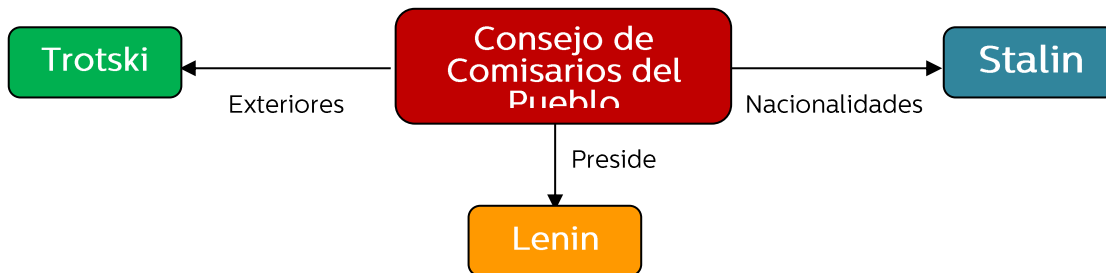 Trotski
Consejo de
Comisarios del
Pueblo
Stalin
Exteriores
Nacionalidades
Preside
Lenin